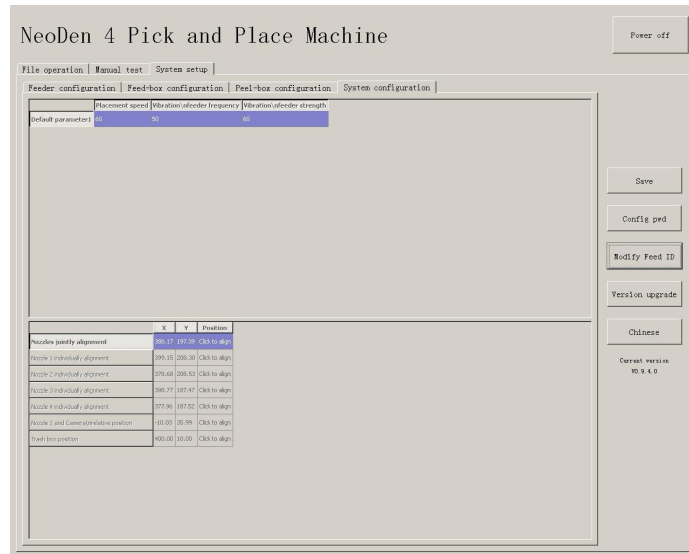 NeoDen 4 Pick and Place Machine
Power off
File operation Manual test System setup
Feeder configuration Feed-box configuration Peel-box configuration System configuration
Placement speed Vibration\nfeeder frequency Vibration\nfeeder strength
Default parameter1 60 50 60
Save
Config pwd
Modify Feed ID
Version upgrade
Chinese
Current version
V0.9.4.0
X Y Position
Nozzles jointly alignment 388.17 197.39 Click to align
Nozzle 1 individually alignment 399.15 208.30 Click to align
Nozzle 2 individually alignment 378.68 208.53 Click to align
Nozzle 3 individually alignment 398.77 187.47 Click to align
Nozzle 4 individually alignment 377.96 187.52 Click to align
Nozzle 1 and Camera\nrelative position -10.03 35.99 Click to align
Trash box position 400.00 10.00 Click to align